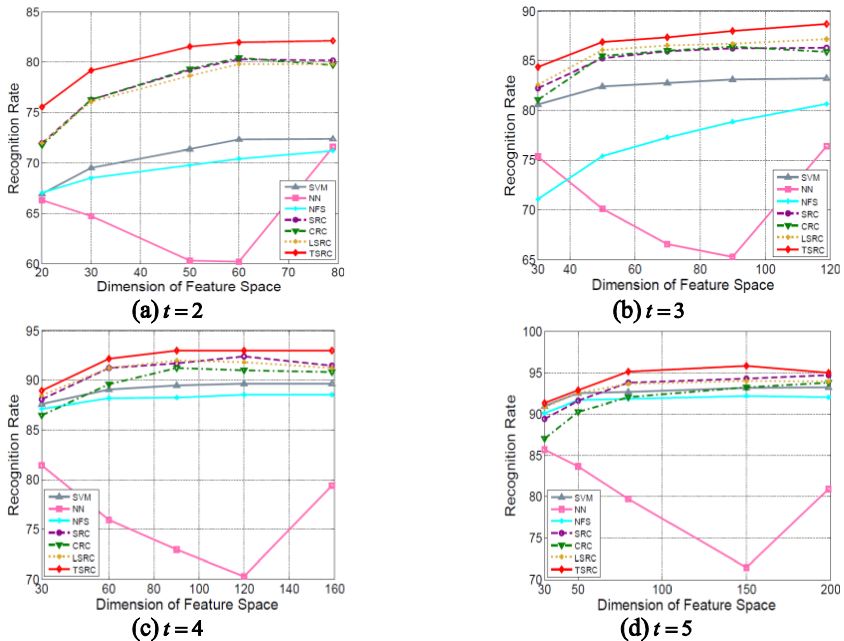 Recognition Rate
85
80
75
70
65
60
20
30
40
50
60
70
80
Dimension of Feature Space
SVM
NN
NFS
SRC
CRC
LSRC
TSRC
(a) t = 2
Recognition Rate
90
85
80
75
70
65
30
40
60
80
100
120
Dimension of Feature Space
SVM
NN
NFS
SRC
CRC
LSRC
TSRC
(b) t = 3
Recognition Rate
95
90
85
80
75
70
30
60
80
100
120
140
160
Dimension of Feature Space
SVM
NN
NFS
SRC
CRC
LSRC
TSRC
(c) t = 4
Recognition Rate
100
95
90
85
80
75
70
30
50
100
150
200
Dimension of Feature Space
SVM
NN
NFS
SRC
CRC
LSRC
TSRC
(d) t = 5